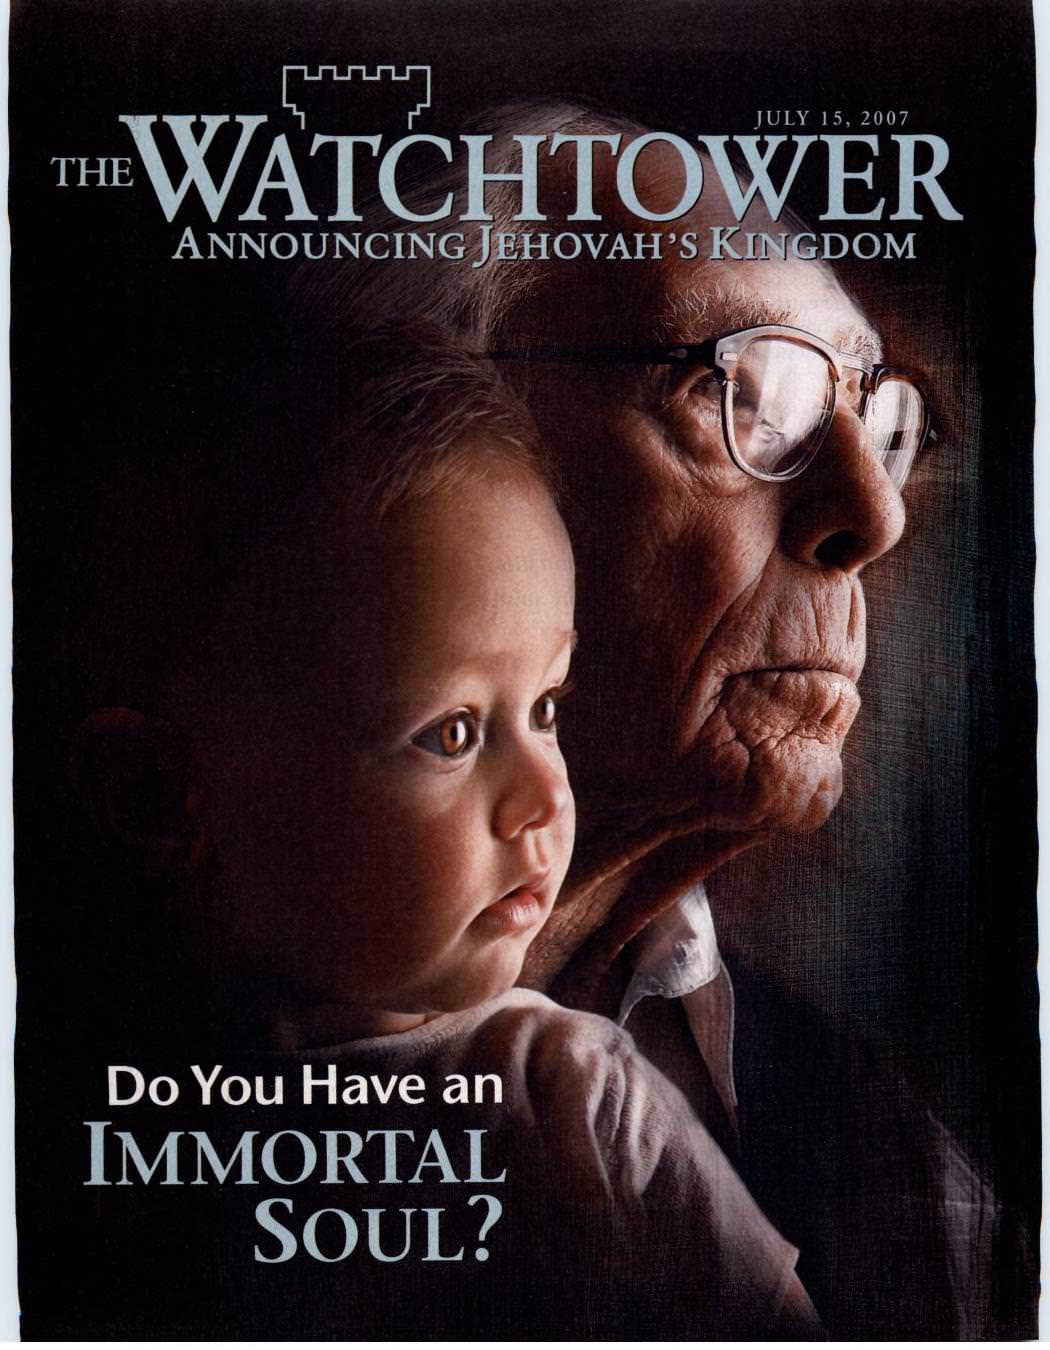 JULY 15, 2007
THE WATCHTOWER
ANNOUNCING JEHOVAH'S KINGDOM
Do You Have an
IMMORTAL
SOUL?